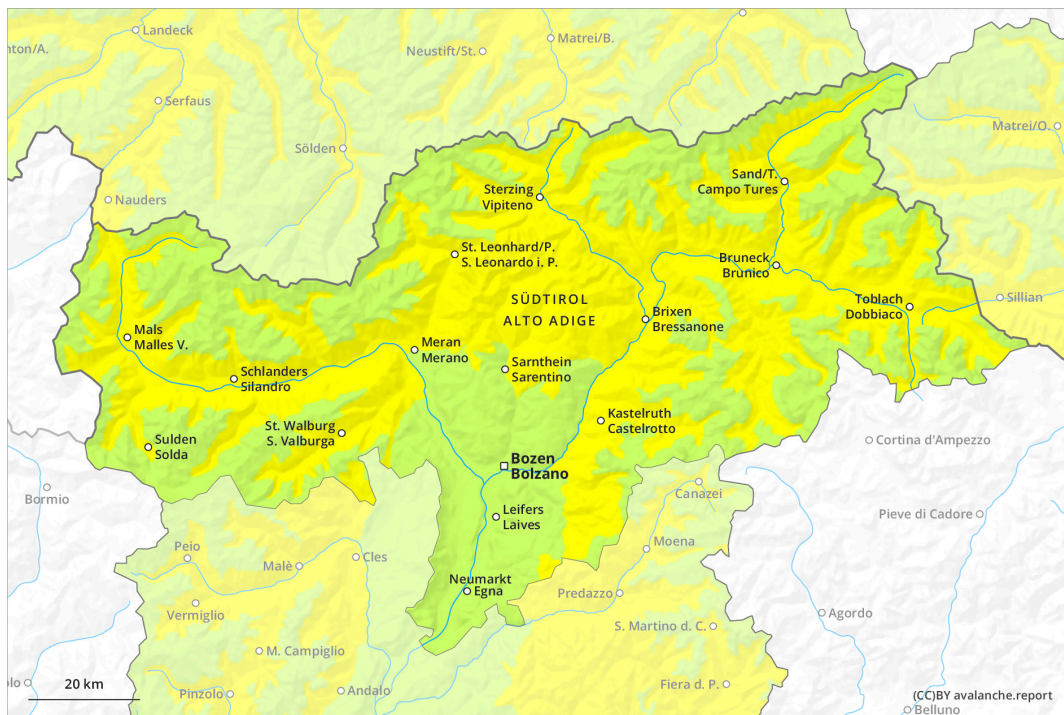 Landeck
nton/A.
Neustift/St.
Matrei/B.
Serfaus
Matrei/O.
Sölden
Nauders
Sterzing
Vipiteno
Sand/T.
Campo Tures
St. Leonhard/P.
S. Leonardo i. P.
Bruneck
Brunico
SÜDTIROL
ALTO ADIGE
Toblach
Dobbiaco
Sillian
Brixen
Bressanone
Mals
Malles V.
Meran
Merano
Sarnthein
Sarentino
Schlanders
Silandro
Kastelruth
Castelrotto
St. Walburg
S. Valburga
Sulden
Solda
Cortina d'Ampezzo
Bozen
Bolzano
Bormio
Canazei
Leifers
Laives
Pieve di Cadore
Peio
Cles
Malè
Moena
Neumarkt
Egna
Vermiglio
Predazzo
Agordo
S. Martino d. C.
M. Campiglio
olo
20 km
Pinzolo
Andalo
Fiera d. P.
(CC)BY avalanche.report
Belluno